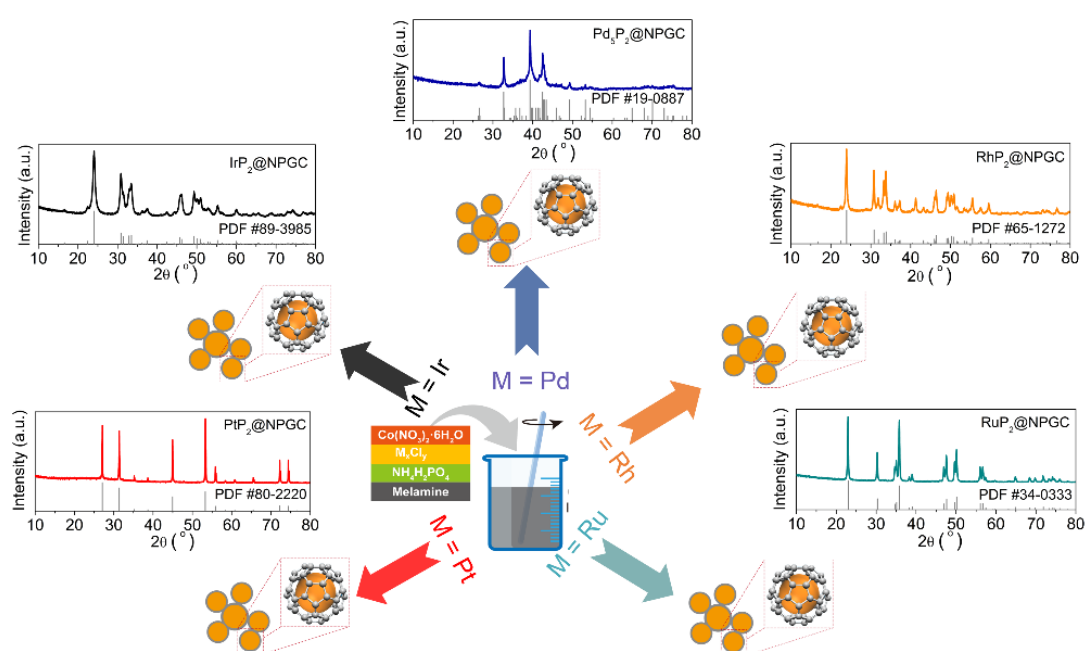 Intensity (a.u.)
Pd₅P₂@NPGC
PDF #19-0887
10 20 30 40 50 60 70 80
2θ (°)
Intensity (a.u.)
IrP₂@NPGC
PDF #89-3985
10 20 30 40 50 60 70 80
2θ (°)
Intensity (a.u.)
RhP₂@NPGC
PDF #65-1272
10 20 30 40 50 60 70 80
2θ (°)
M = Ir
M = Pd
M = Rh
Intensity (a.u.)
PtP₂@NPGC
PDF #80-2220
10 20 30 40 50 60 70 80
2θ (°)
Co(NO₃)₂·6H₃O
MₓClᵧ
NH₄H₂PO₄
Melamine
Intensity (a.u.)
RuP₂@NPGC
PDF #34-0333
10 20 30 40 50 60 70 80
2θ (°)
M = Pt
M = Ru